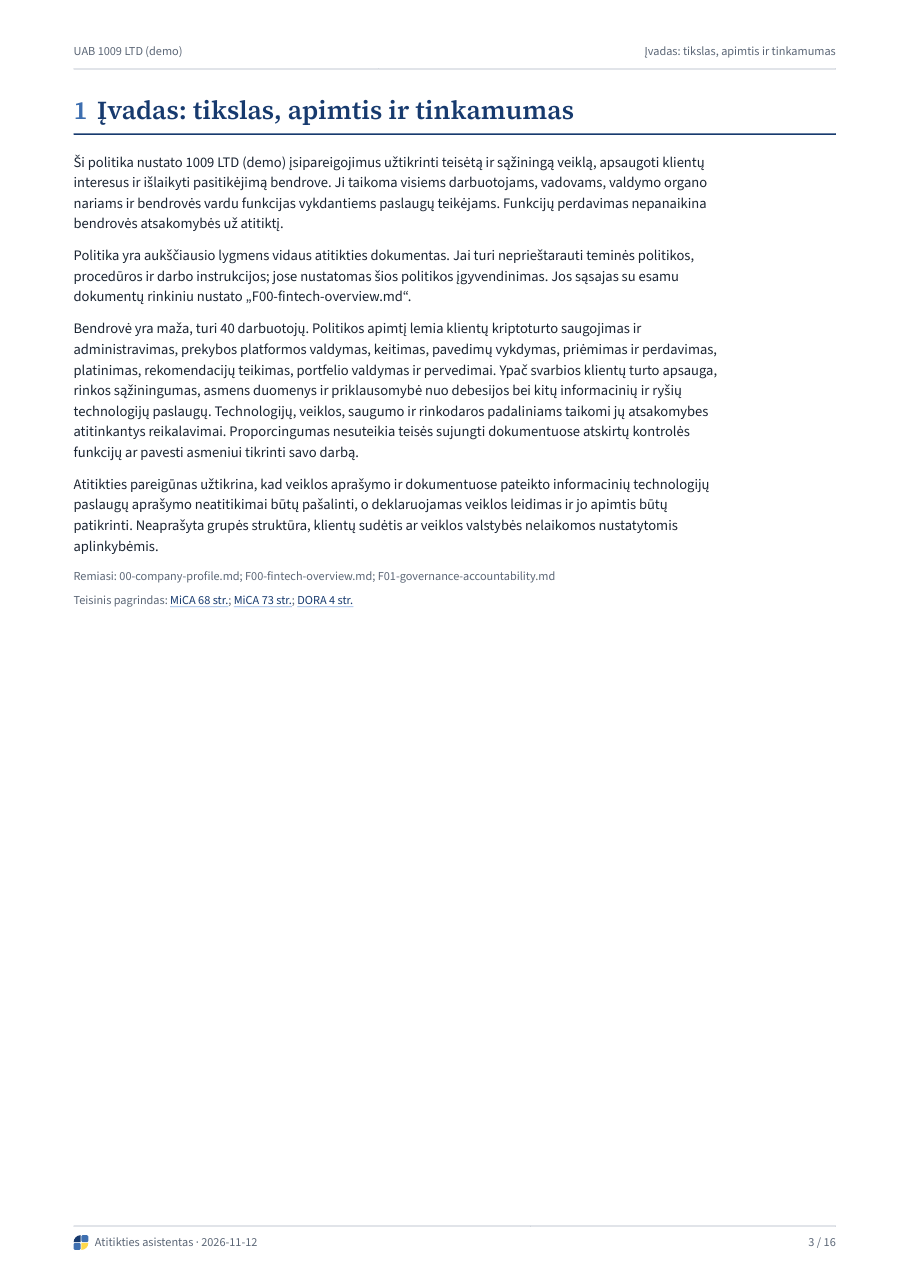 UAB 1009 LTD (demo)
Įvadas: tikslas, apimtis ir tinkamumas
1 Įvadas: tikslas, apimtis ir tinkamumas
Ši politika nustato 1009 LTD (demo) įsipareigojimus užtikrinti teisėtą ir sąžiningą veiklą, apsaugoti klientų
interesus ir išlaikyti pasitikėjimą bendrove. Ji taikoma visiems darbuotojams, vadovams, valdymo organo
nariams ir bendrovės vardu funkcijas vykdantiems paslaugų teikėjams. Funkcijų perdavimas nepanaikina
bendrovės atsakomybės už atitiktį.
Politika yra aukščiausio lygmens vidaus atitikties dokumentas. Jai turi neprieštarauti teminės politikos,
procedūros ir darbo instrukcijos; jose nustatomas šios politikos įgyvendinimas. Jos sąsajas su esamu
dokumentų rinkiniu nustato „F00-fintech-overview.md“.
Bendrovė yra maža, turi 40 darbuotojų. Politikos apimtį lemia klientų kriptoturto saugojimas ir
administravimas, prekybos platformos valdymas, keitimas, pavedimų vykdymas, priėmimas ir perdavimas,
platinimas, rekomendacijų teikimas, portfelio valdymas ir pervedimai. Ypač svarbios klientų turto apsauga,
rinkos sąžiningumas, asmens duomenys ir priklausomybė nuo debesijos bei kitų informacinių ir ryšių
technologijų paslaugų. Technologijų, veiklos, saugumo ir rinkodaros padaliniams taikomi jų atsakomybes
atitinkantys reikalavimai. Proporcingumas nesuteikia teisės sujungti dokumentuose atskirtų kontrolės
funkcijų ar pavesti asmeniui tikrinti savo darbą.
Atitikties pareigūnas užtikrina, kad veiklos aprašymo ir dokumentuose pateikto informacinių technologijų
paslaugų aprašymo neatitikimai būtų pašalinti, o deklaruojamas veiklos leidimas ir jo apimtis būtų
patikrinti. Neaprašyta grupės struktūra, klientų sudėtis ar veiklos valstybės nelaikomos nustatytomis
aplinkybėmis.
Remiasi: 00-company-profile.md; F00-fintech-overview.md; F01-governance-accountability.md
Teisinis pagrindas: MiCA 68 str.; MiCA 73 str.; DORA 4 str.
Atitikties asistentas · 2026-11-12
3 / 16